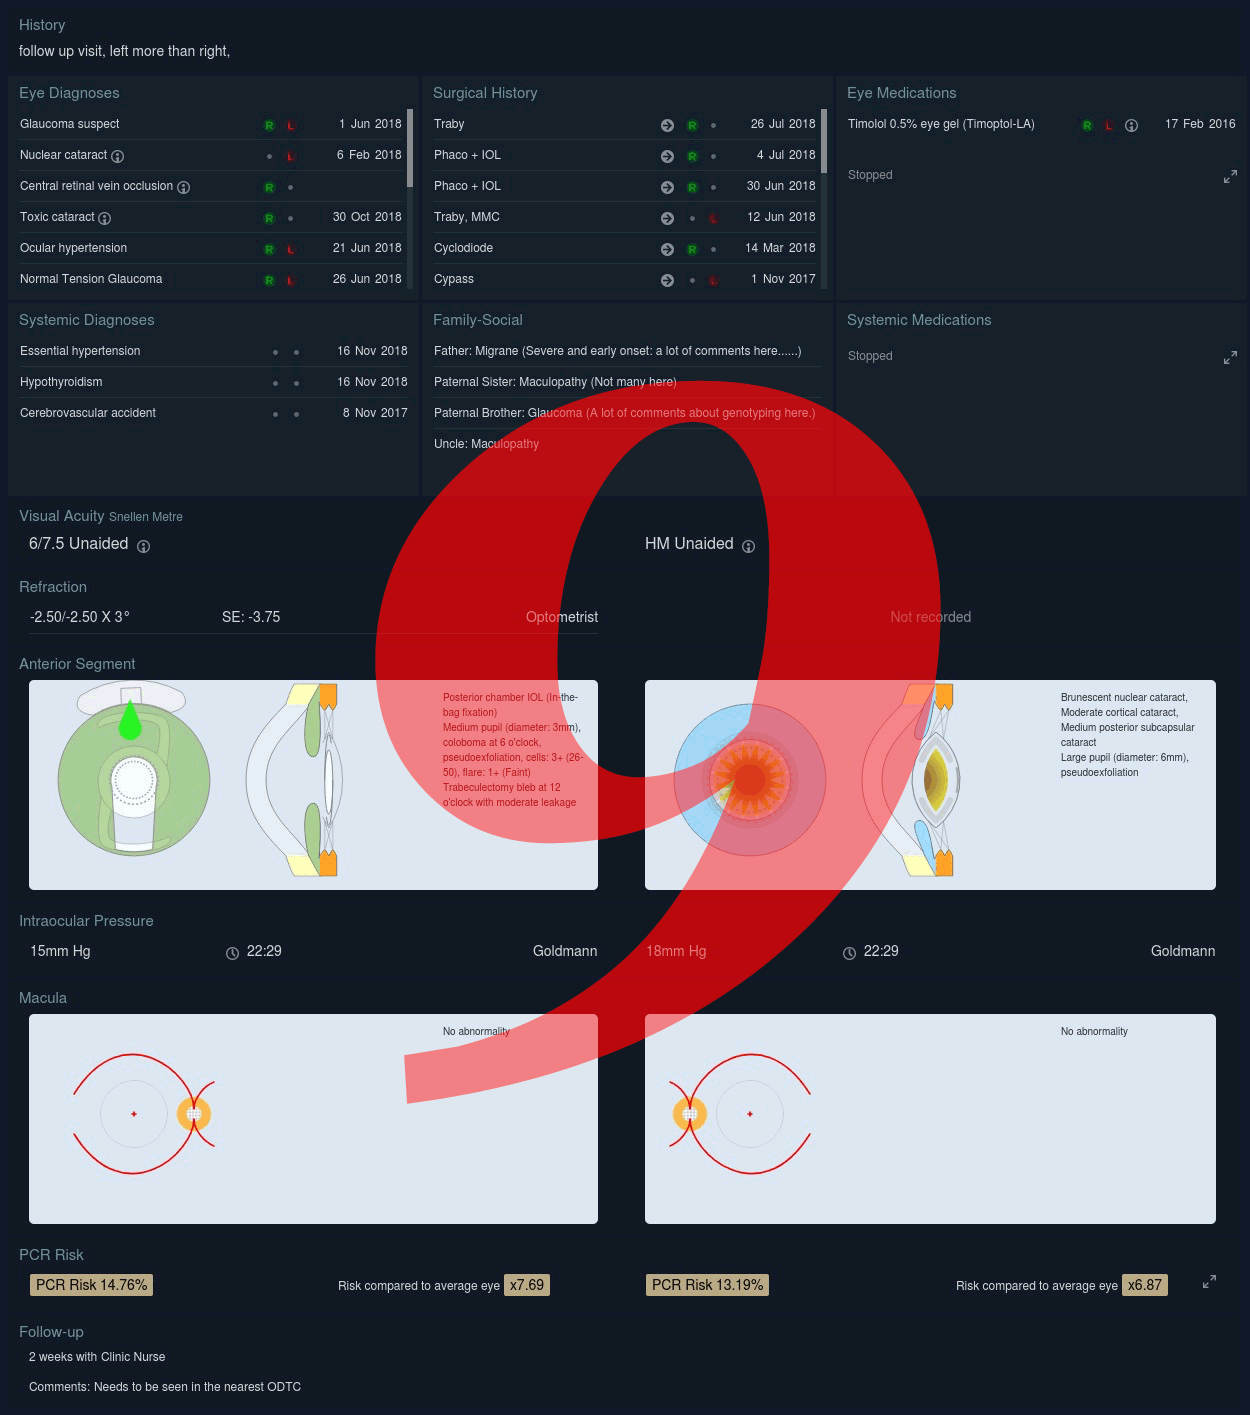 History
follow up visit, left more than right,
Eye Diagnoses
Glaucoma suspect R L 1 Jun 2018
Nuclear cataract L 6 Feb 2018
Central retinal vein occlusion R
Toxic cataract R 30 Oct 2018
Ocular hypertension R L 21 Jun 2018
Normal Tension Glaucoma R L 26 Jun 2018
Surgical History
Traby R 26 Jul 2018
Phaco + IOL R 4 Jul 2018
Phaco + IOL R 30 Jun 2018
Traby, MMC L 12 Jun 2018
Cyclodiode R 14 Mar 2018
Cypass L 1 Nov 2017
Eye Medications
Timolol 0.5% eye gel (Timoptol-LA) R L 17 Feb 2016
Stopped
Systemic Diagnoses
Essential hypertension 16 Nov 2018
Hypothyroidism 16 Nov 2018
Cerebrovascular accident 8 Nov 2017
Family-Social
Father: Migrane (Severe and early onset: a lot of comments here......)
Paternal Sister: Maculopathy (Not many here)
Paternal Brother: Glaucoma (A lot of comments about genotyping here.)
Uncle: Maculopathy
Systemic Medications
Stopped
9
Visual Acuity Snellen Metre
6/7.5 Unaided HM Unaided
Refraction
-2.50/-2.50 X 3° SE: -3.75 Optometrist Not recorded
Anterior Segment
Posterior chamber IOL (In-the-
bag fixation)
Medium pupil (diameter: 3mm),
coloboma at 6 o'clock,
pseudoexfoliation, cells: 3+ (26-
50), flare: 1+ (Faint)
Trabeculectomy bleb at 12
o'clock with moderate leakage
Brunescent nuclear cataract,
Moderate cortical cataract,
Medium posterior subcapsular
cataract
Large pupil (diameter: 6mm),
pseudoexfoliation
Intraocular Pressure
15mm Hg 22:29 Goldmann 18mm Hg 22:29 Goldmann
Macula
No abnormality No abnormality
PCR Risk
PCR Risk 14.76% Risk compared to average eye x7.69 PCR Risk 13.19% Risk compared to average eye x6.87
Follow-up
2 weeks with Clinic Nurse
Comments: Needs to be seen in the nearest ODTC